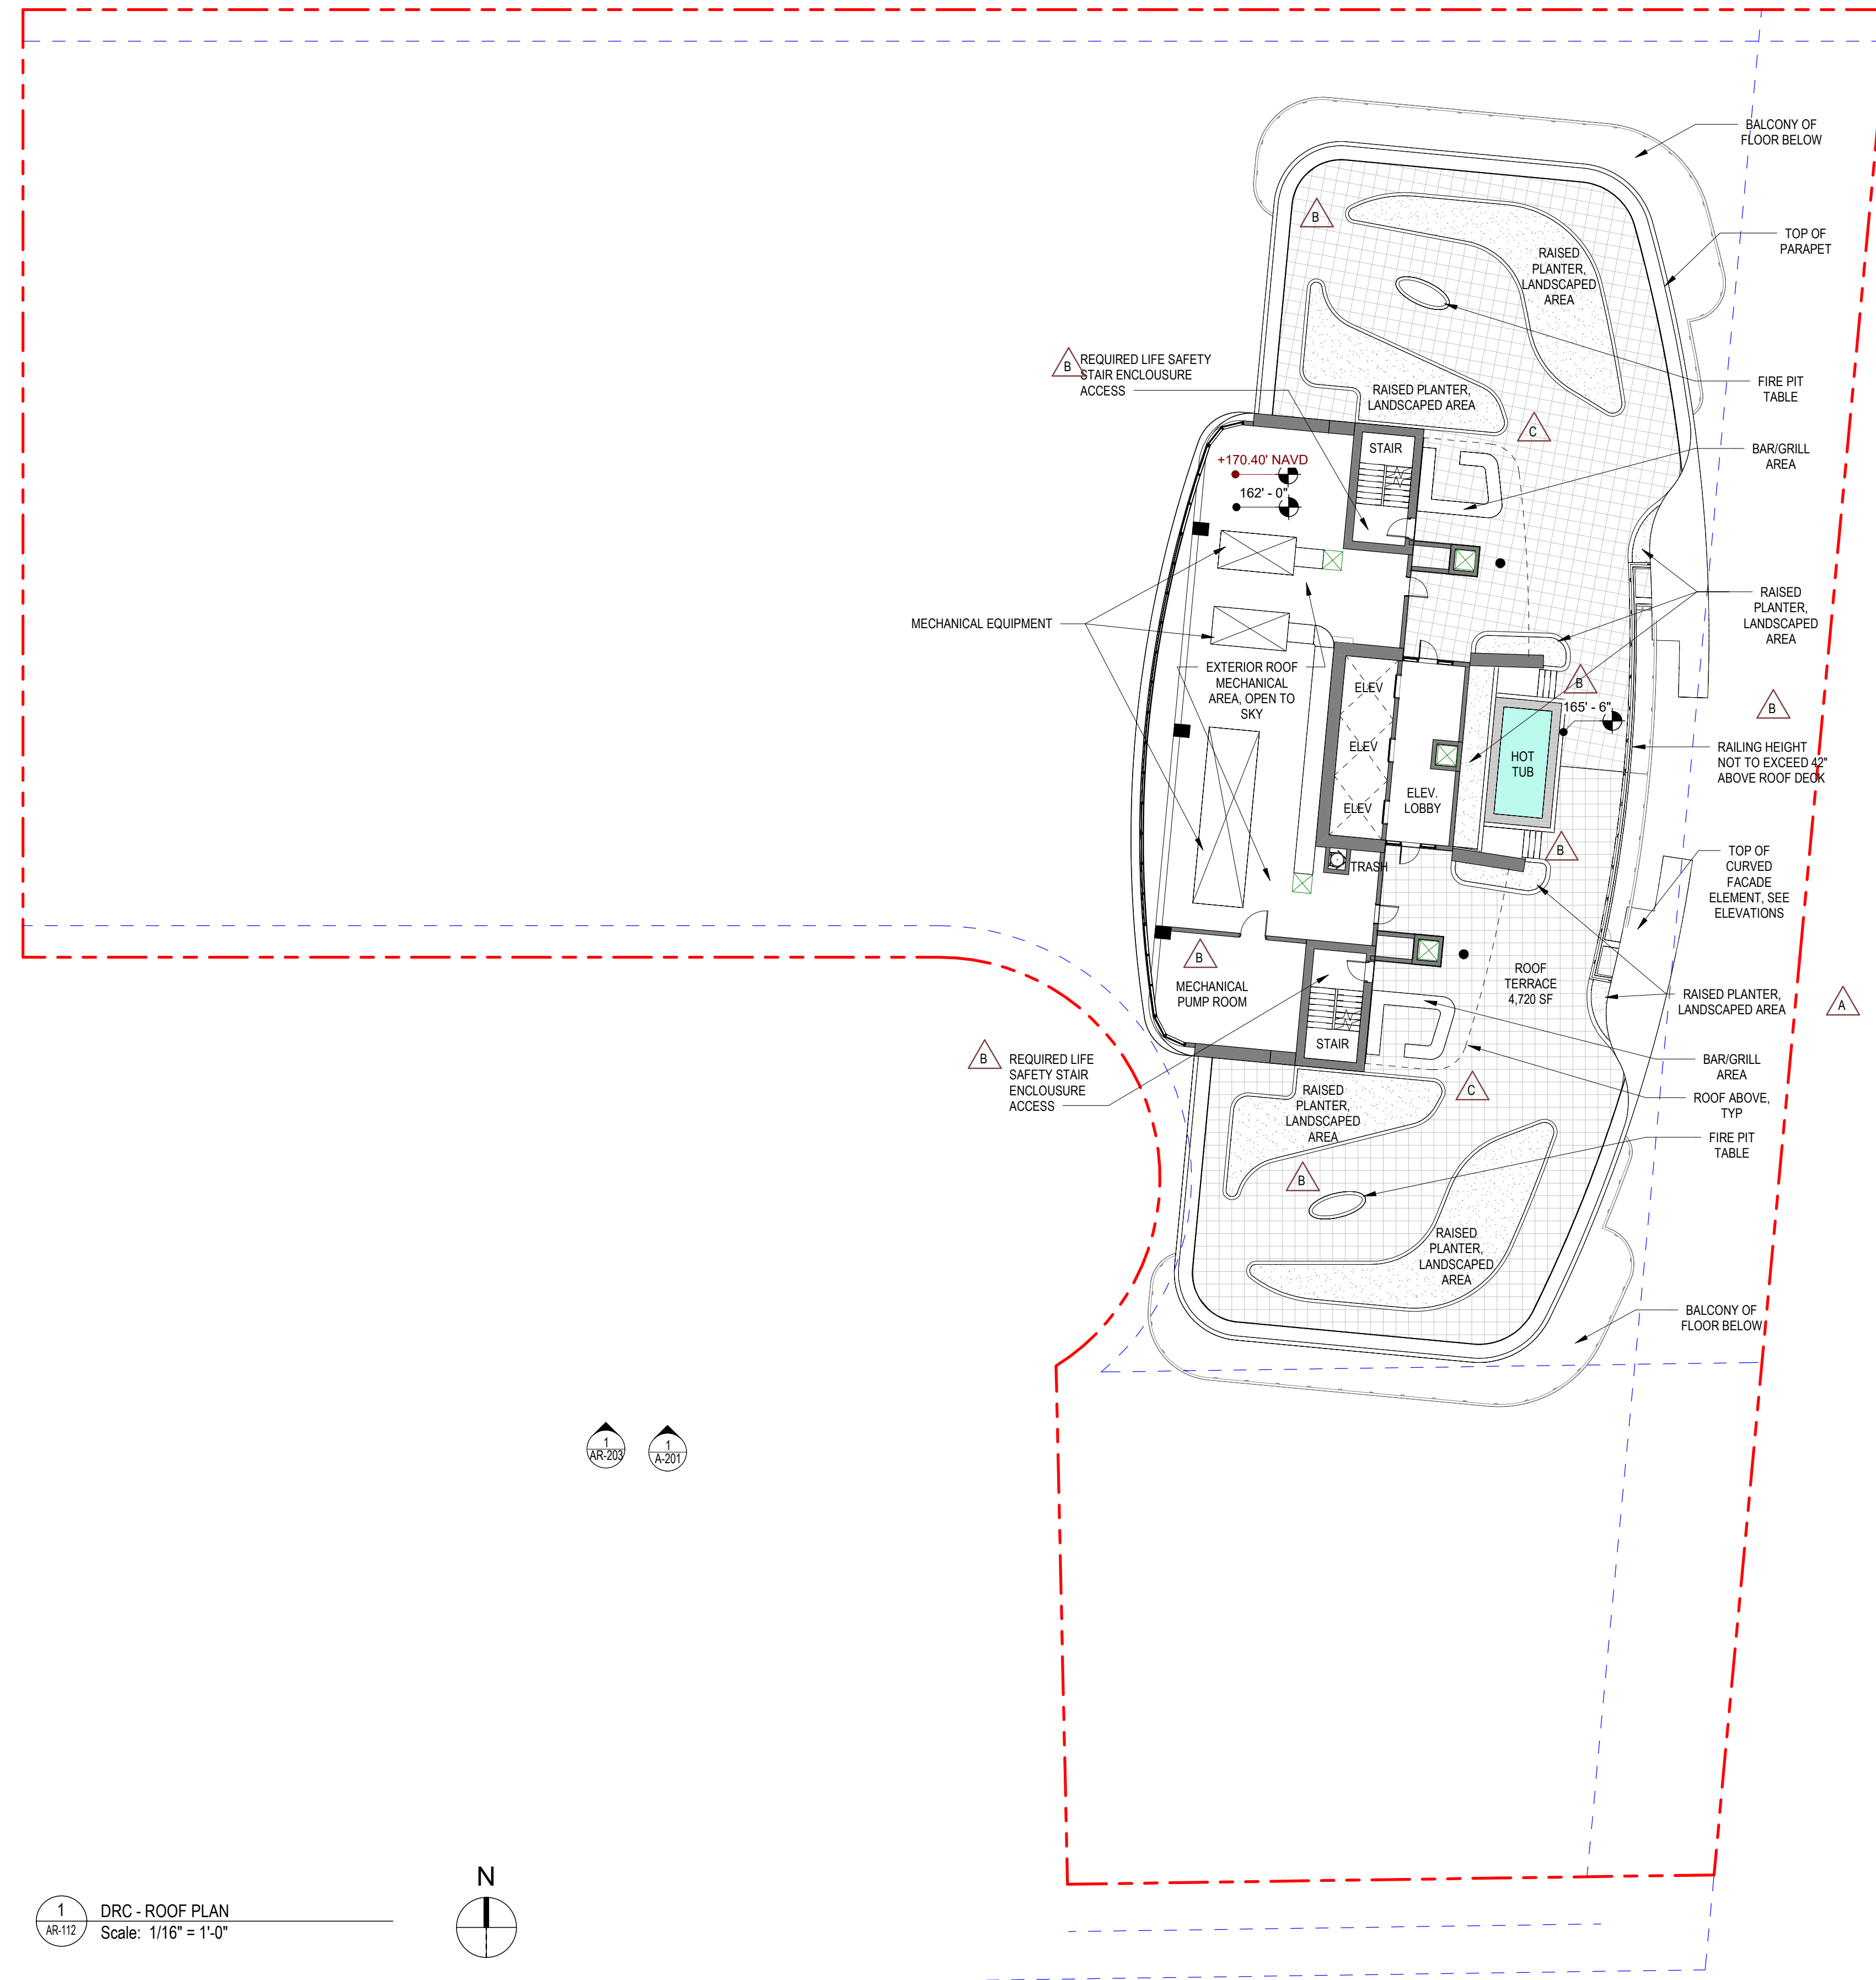 BALCONY OF
FLOOR BELOW
TOP OF
PARAPET
B
RAISED
PLANTER,
LANDSCAPED
AREA
B
REQUIRED LIFE SAFETY
STAIR ENCLOUSURE
ACCESS
RAISED PLANTER,
LANDSCAPED AREA
FIRE PIT
TABLE
C
STAIR
BAR/GRILL
AREA
+170.40' NAVD
162' - 0"
RAISED
PLANTER,
LANDSCAPED
AREA
MECHANICAL EQUIPMENT
EXTERIOR ROOF
MECHANICAL
AREA, OPEN TO
SKY
ELEV
ELEV
ELEV
ELEV.
LOBBY
B
165' - 6"
B
HOT
TUB
RAILING HEIGHT
NOT TO EXCEED 42"
ABOVE ROOF DECK
B
TRASH
TOP OF
CURVED
FACADE
ELEMENT, SEE
ELEVATIONS
B
MECHANICAL
PUMP ROOM
ROOF
TERRACE
4,720 SF
RAISED PLANTER,
LANDSCAPED AREA
A
STAIR
B
REQUIRED LIFE
SAFETY STAIR
ENCLOUSURE
ACCESS
BAR/GRILL
AREA
C
RAISED
PLANTER,
LANDSCAPED
AREA
ROOF ABOVE,
TYP
FIRE PIT
TABLE
B
RAISED
PLANTER,
LANDSCAPED
AREA
BALCONY OF
FLOOR BELOW
1
AR-203
1
A-201
N
1
AR-112
DRC - ROOF PLAN
Scale: 1/16" = 1'-0"